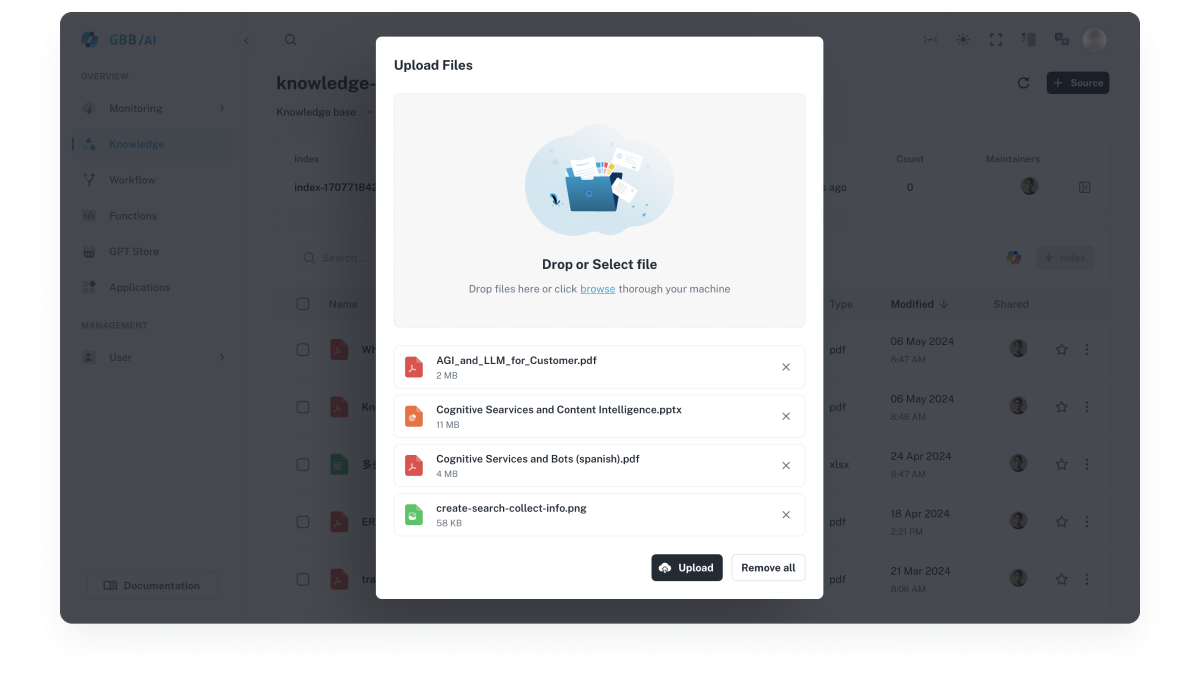 GBB/AI
OVERVIEW
Monitoring
Knowledge
Workflow
Functions
GPT Store
Applications
MANAGEMENT
User
Documentation
knowledge-
Knowledge base
Source
Index
index-170771842
s ago
Count
0
Maintainers
Search...
Index
Name
Type
Modified
Shared
pdf
06 May 2024
8:47 AM
pdf
06 May 2024
8:46 AM
xlsx
24 Apr 2024
8:47 AM
pdf
18 Apr 2024
2:21 PM
tra
pdf
21 Mar 2024
8:06 AM
Upload Files
Drop or Select file
Drop files here or click browse thorough your machine
AGI_and_LLM_for_Customer.pdf
2 MB
Cognitive Searvices and Content Intelligence.pptx
11 MB
Cognitive Services and Bots (spanish).pdf
4 MB
create-search-collect-info.png
58 KB
Upload
Remove all